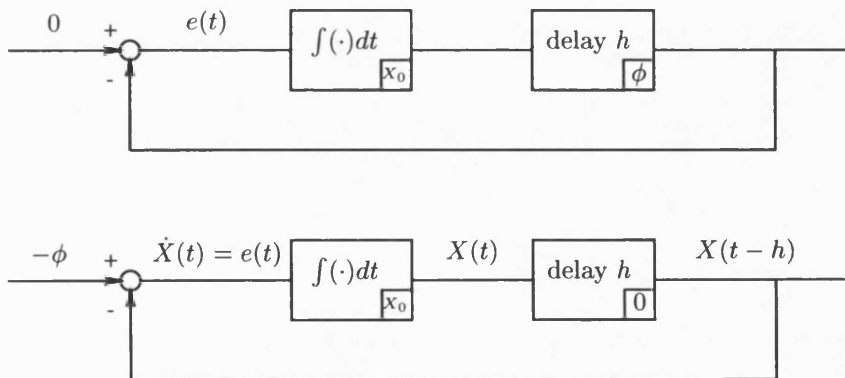 0 + e(t) ∫(·)dt delay h
- x₀ ϕ
-ϕ + Ẋ(t) = e(t) ∫(·)dt X(t) delay h X(t − h)
- x₀ 0